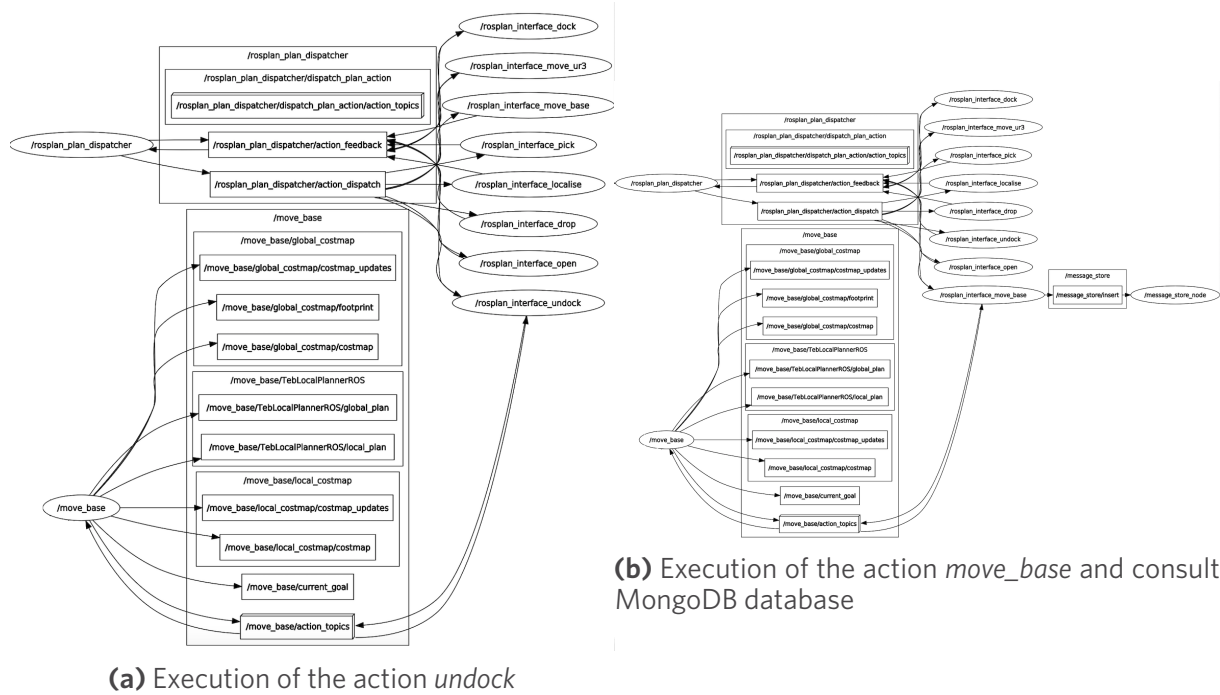 /rosplan_interface_dock
/rosplan_plan_dispatcher
/rosplan_interface_move_ur3
/rosplan_plan_dispatcher/dispatch_plan_action
/rosplan_plan_dispatcher/dispatch_plan_action/action_topics
/rosplan_interface_move_base
/rosplan_plan_dispatcher
/rosplan_plan_dispatcher/action_feedback
/rosplan_interface_pick
/rosplan_plan_dispatcher/action_dispatch
/rosplan_interface_localise
/move_base
/rosplan_interface_drop
/move_base/global_costmap
/move_base/global_costmap/costmap_updates
/rosplan_interface_open
/move_base/global_costmap/footprint
/rosplan_interface_undock
/move_base/global_costmap/costmap
/move_base/TebLocalPlannerROS
/move_base/TebLocalPlannerROS/global_plan
/move_base/TebLocalPlannerROS/local_plan
/move_base/local_costmap
/move_base
/move_base/local_costmap/costmap_updates
/move_base/local_costmap/costmap
/move_base/current_goal
/move_base/action_topics
(a) Execution of the action undock
/rosplan_interface_dock
/rosplan_plan_dispatcher
/rosplan_interface_move_ur3
/rosplan_plan_dispatcher/dispatch_plan_action
/rosplan_plan_dispatcher/dispatch_plan_action/action_topics
/rosplan_interface_pick
/rosplan_plan_dispatcher
/rosplan_plan_dispatcher/action_feedback
/rosplan_interface_localise
/rosplan_plan_dispatcher/action_dispatch
/rosplan_interface_drop
/move_base
/rosplan_interface_undock
/move_base/global_costmap
/move_base/global_costmap/costmap_updates
/rosplan_interface_open
/message_store
/move_base/global_costmap/footprint
/rosplan_interface_move_base
/message_store/insert
/message_store_node
/move_base/global_costmap/costmap
/move_base/TebLocalPlannerROS
/move_base/TebLocalPlannerROS/global_plan
/move_base/TebLocalPlannerROS/local_plan
/move_base/local_costmap
/move_base
/move_base/local_costmap/costmap_updates
/move_base/local_costmap/costmap
/move_base/current_goal
/move_base/action_topics
(b) Execution of the action move_base and consult
MongoDB database